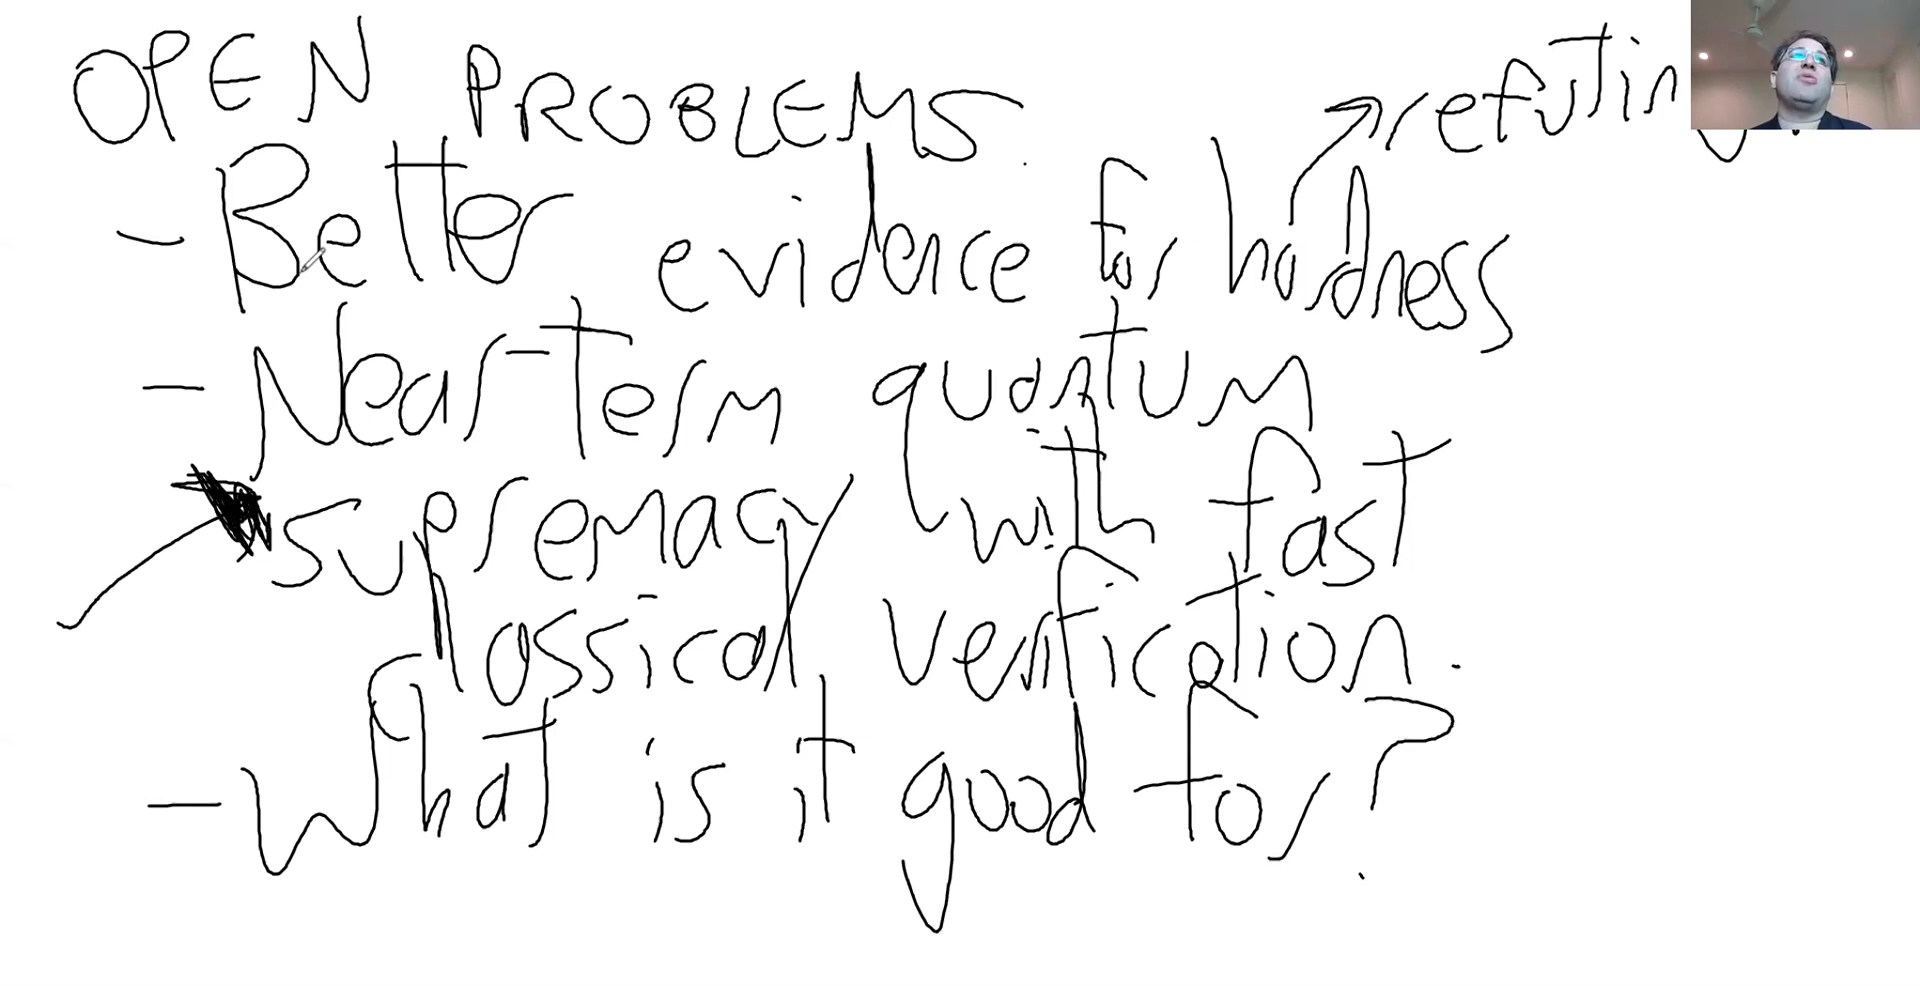 OPEN PROBLEMS.
refuting
- Better evidence for hardness
- Near-term quantum
supremacy with fast
classical verification.
- What is it good for?